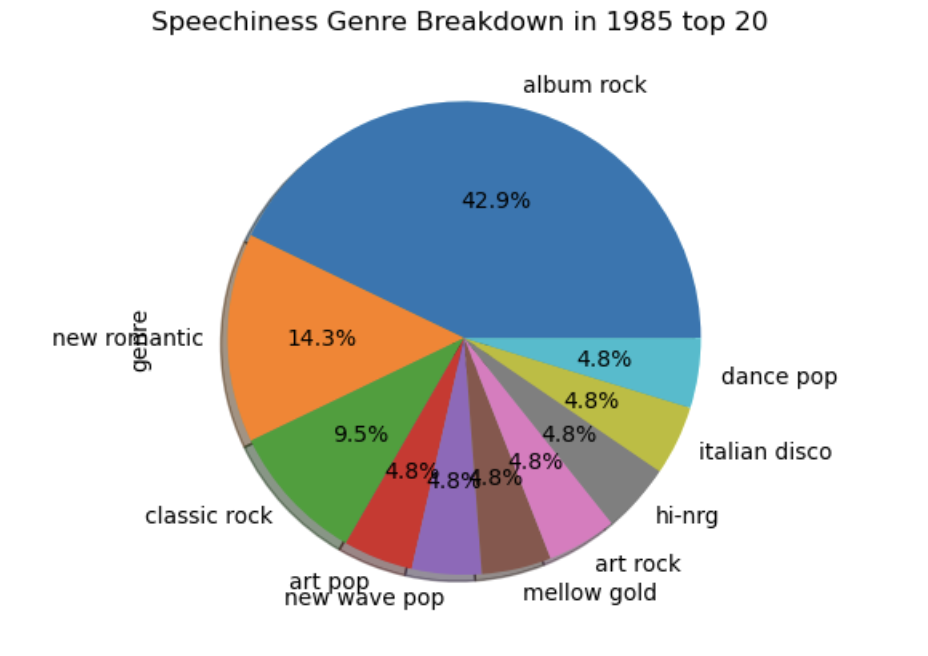 Speechiness Genre Breakdown in 1985 top 20
album rock
42.9%
new romantic
genre
14.3%
4.8%
dance pop
4.8%
italian disco
9.5%
4.8%
4.8%
4.8%
4.8%
4.8%
classic rock
hi-nrg
art rock
art pop
new wave pop
mellow gold